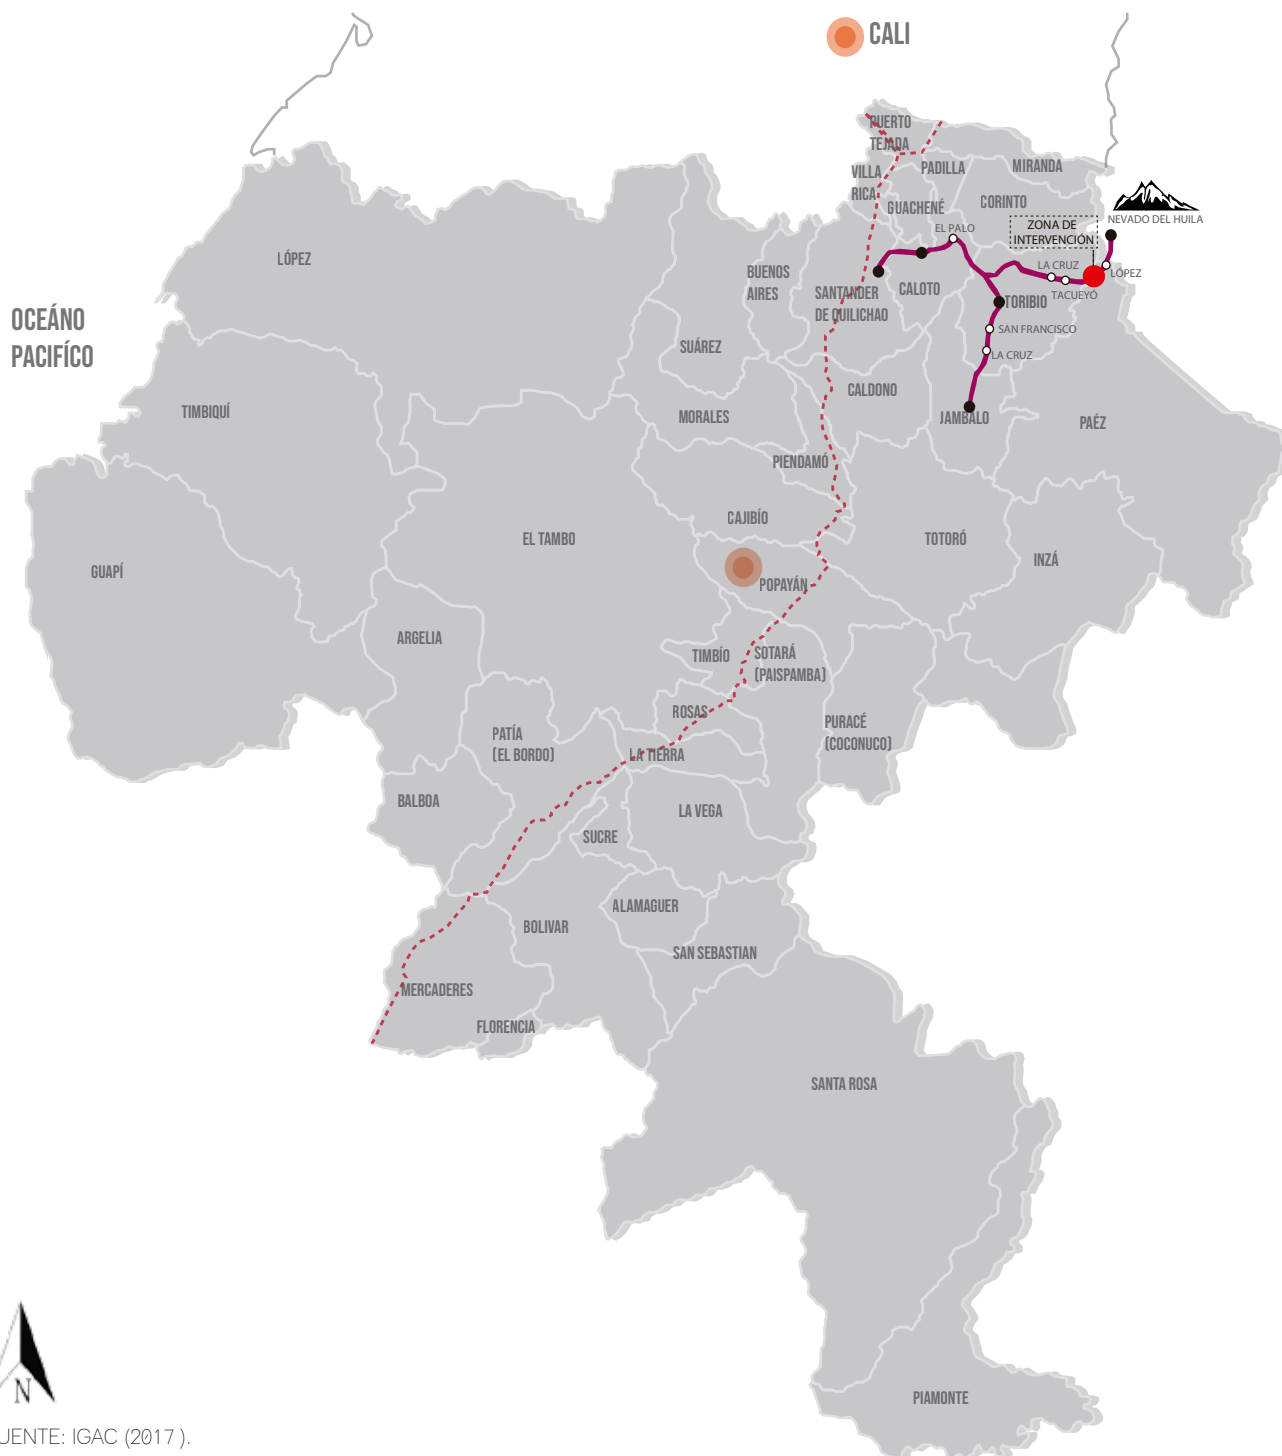 CALI
PUERTO
TEJADA
VILLA
RICA
PADILLA
MIRANDA
GUACHENÉ
CORINTO
NEVADO DEL HUILA
ZONA DE
INTERVENCIÓN
EL PALO
LÓPEZ
LA CRUZ
LÓPEZ
BUENOS
AIRES
SANTANDER
DE QUILICHAO
CALOTO
TACUEYÓ
TORIBIO
OCEÁNO
PACIFÍCO
SAN FRANCISCO
SUÁREZ
LA CRUZ
CALDONO
TIMBIQUÍ
MORALES
JAMBALO
PAÉZ
PIENDAMÓ
CAJIBÍO
EL TAMBO
TOTORÓ
INZÁ
GUAPÍ
POPAYÁN
ARGELIA
TIMBÍO
SOTARÁ
(PAISPAMBA)
ROSAS
PURACÉ
(COCONUCO)
PATÍA
(EL BORDO)
LA TIERRA
BALBOA
LA VEGA
SUCRE
ALAMAGUER
BOLIVAR
SAN SEBASTIAN
MERCADERES
FLORENCIA
SANTA ROSA
PIAMONTE
N
UENTE: IGAC (2017 ).